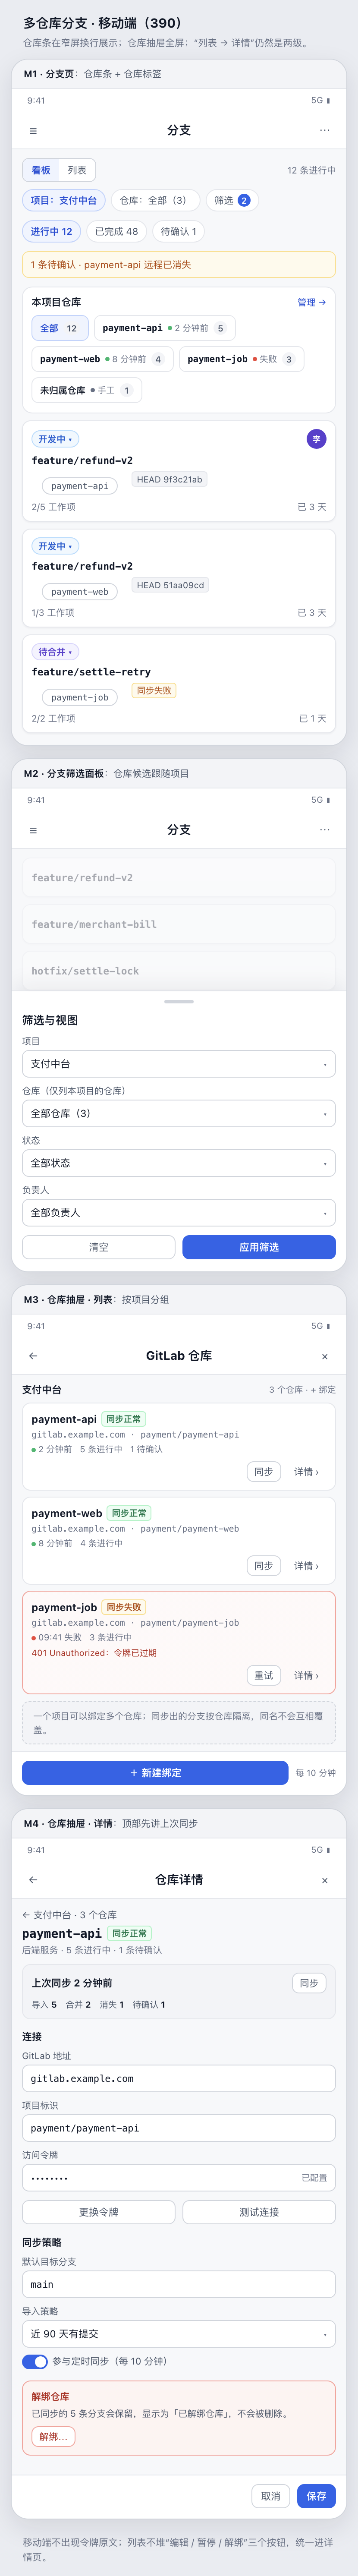 多仓库分支 · 移动端（390）
仓库条在窄屏换行展示；仓库抽屉全屏；"列表 → 详情"仍然是两级。
M1 · 分支页：仓库条 + 仓库标签
9:41
5G
分支
看板
列表
12 条进行中
项目：支付中台
仓库：全部（3）
筛选 2
进行中 12
已完成 48
待确认 1
1 条待确认 · payment-api 远程已消失
本项目仓库
管理 →
全部 12
payment-api 2 分钟前 5
payment-web 8 分钟前 4
payment-job 失败 3
未归属仓库 手工 1
开发中
李
feature/refund-v2
payment-api
HEAD 9f3c21ab
2/5 工作项
已 3 天
开发中
feature/refund-v2
payment-web
HEAD 51aa09cd
1/3 工作项
已 3 天
待合并
feature/settle-retry
payment-job
同步失败
2/2 工作项
已 1 天
M2 · 分支筛选面板：仓库候选跟随项目
9:41
5G
分支
feature/refund-v2
feature/merchant-bill
hotfix/settle-lock
筛选与视图
项目
支付中台
仓库（仅列本项目的仓库）
全部仓库（3）
状态
全部状态
负责人
全部负责人
清空
应用筛选
M3 · 仓库抽屉 · 列表：按项目分组
9:41
5G
← GitLab 仓库 ×
支付中台
3 个仓库 · + 绑定
payment-api 同步正常
gitlab.example.com · payment/payment-api
2 分钟前 5 条进行中 1 待确认
同步
详情 ›
payment-web 同步正常
gitlab.example.com · payment/payment-web
8 分钟前 4 条进行中
同步
详情 ›
payment-job 同步失败
gitlab.example.com · payment/payment-job
09:41 失败 3 条进行中
401 Unauthorized：令牌已过期
重试
详情 ›
一个项目可以绑定多个仓库；同步出的分支按仓库隔离，同名不会互相覆
盖。
+ 新建绑定
每 10 分钟
M4 · 仓库抽屉 · 详情：顶部先讲上次同步
9:41
5G
← 仓库详情 ×
← 支付中台 · 3 个仓库
payment-api 同步正常
后端服务 · 5 条进行中 · 1 条待确认
上次同步 2 分钟前
同步
导入 5 合并 2 消失 1 待确认 1
连接
GitLab 地址
gitlab.example.com
项目标识
payment/payment-api
访问令牌
········
已配置
更换令牌
测试连接
同步策略
默认目标分支
main
导入策略
近 90 天有提交
参与定时同步（每 10 分钟）
解绑仓库
已同步的 5 条分支会保留，显示为「已解绑仓库」，不会被删除。
解绑…
取消
保存
移动端不出现令牌原文；列表不堆"编辑 / 暂停 / 解绑"三个按钮，统一进详
情页。